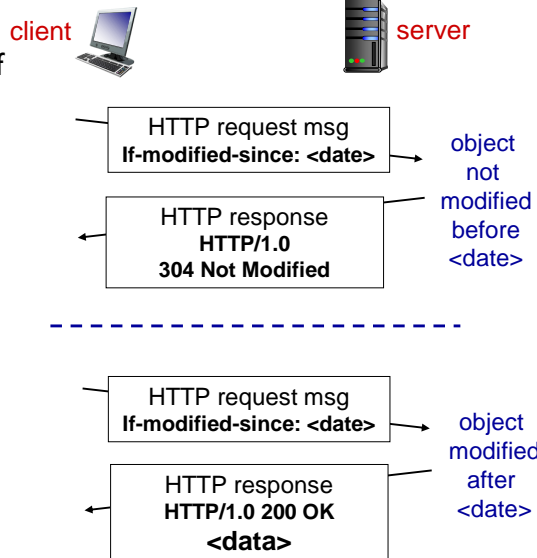 client
server
f
HTTP request msg
If-modified-since: <date>
object
not
modified
before
<date>
HTTP response
HTTP/1.0
304 Not Modified
HTTP request msg
If-modified-since: <date>
object
modified
after
<date>
HTTP response
HTTP/1.0 200 OK
<data>